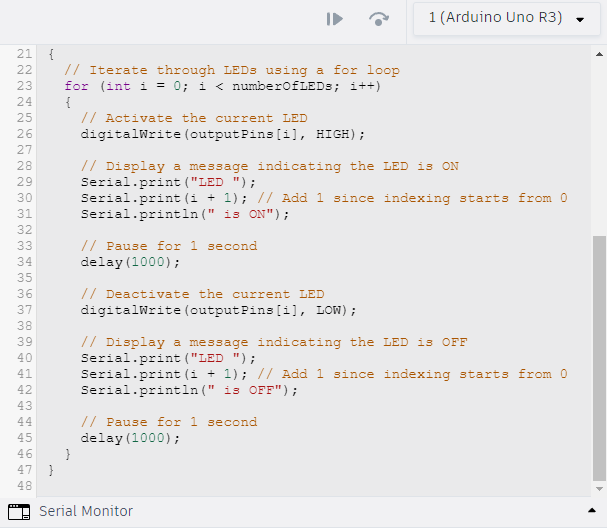 1 (Arduino Uno R3)
21 {
22 // Iterate through LEDs using a for loop
23 for (int i = 0; i < numberOfLEDs; i++)
24 {
25 // Activate the current LED
26 digitalWrite(outputPins[i], HIGH);
27
28 // Display a message indicating the LED is ON
29 Serial.print("LED ");
30 Serial.print(i + 1); // Add 1 since indexing starts from 0
31 Serial.println(" is ON");
32
33 // Pause for 1 second
34 delay(1000);
35
36 // Deactivate the current LED
37 digitalWrite(outputPins[i], LOW);
38
39 // Display a message indicating the LED is OFF
40 Serial.print("LED ");
41 Serial.print(i + 1); // Add 1 since indexing starts from 0
42 Serial.println(" is OFF");
43
44 // Pause for 1 second
45 delay(1000);
46 }
47 }
48
Serial Monitor